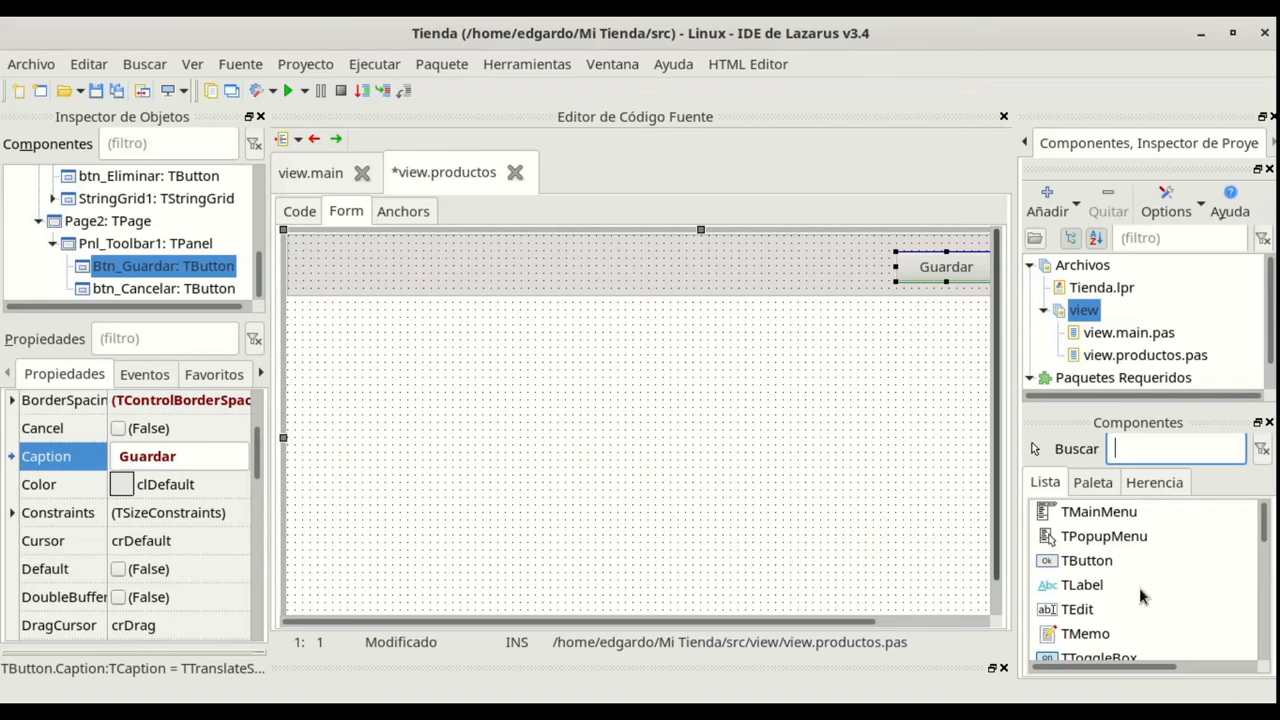 Tienda (/home/edgardo/Mi Tienda/src) - Linux - IDE de Lazarus v3.4
Archivo Editar Buscar Ver Fuente Proyecto Ejecutar Paquete Herramientas Ventana Ayuda HTML Editor
Inspector de Objetos
Componentes (filtro)
btn_Eliminar: TButton
StringGrid1: TStringGrid
Page2: TPage
Pnl_Toolbar1: TPanel
Btn_Guardar: TButton
btn_Cancelar: TButton
Propiedades (filtro)
Propiedades Eventos Favoritos
BorderSpacin (TControlBorderSpac
Cancel (False)
Caption Guardar
Color clDefault
Constraints (TSizeConstraints)
Cursor crDefault
Default (False)
DoubleBuffer (False)
DragCursor crDrag
TButton.Caption:TCaption = TTranslateS...
Editor de Código Fuente
view.main *view.productos
Code Form Anchors
Guardar
1: 1 Modificado INS /home/edgardo/Mi Tienda/src/view/view.productos.pas
Componentes, Inspector de Proye
Añadir Quitar Options Ayuda
(filtro)
Archivos
Tienda.lpr
view
view.main.pas
view.productos.pas
Paquetes Requeridos
Componentes
Buscar
Lista Paleta Herencia
TMainMenu
TPopupMenu
Ok TButton
Abc TLabel
ab TEdit
TMemo
on TToggleBox